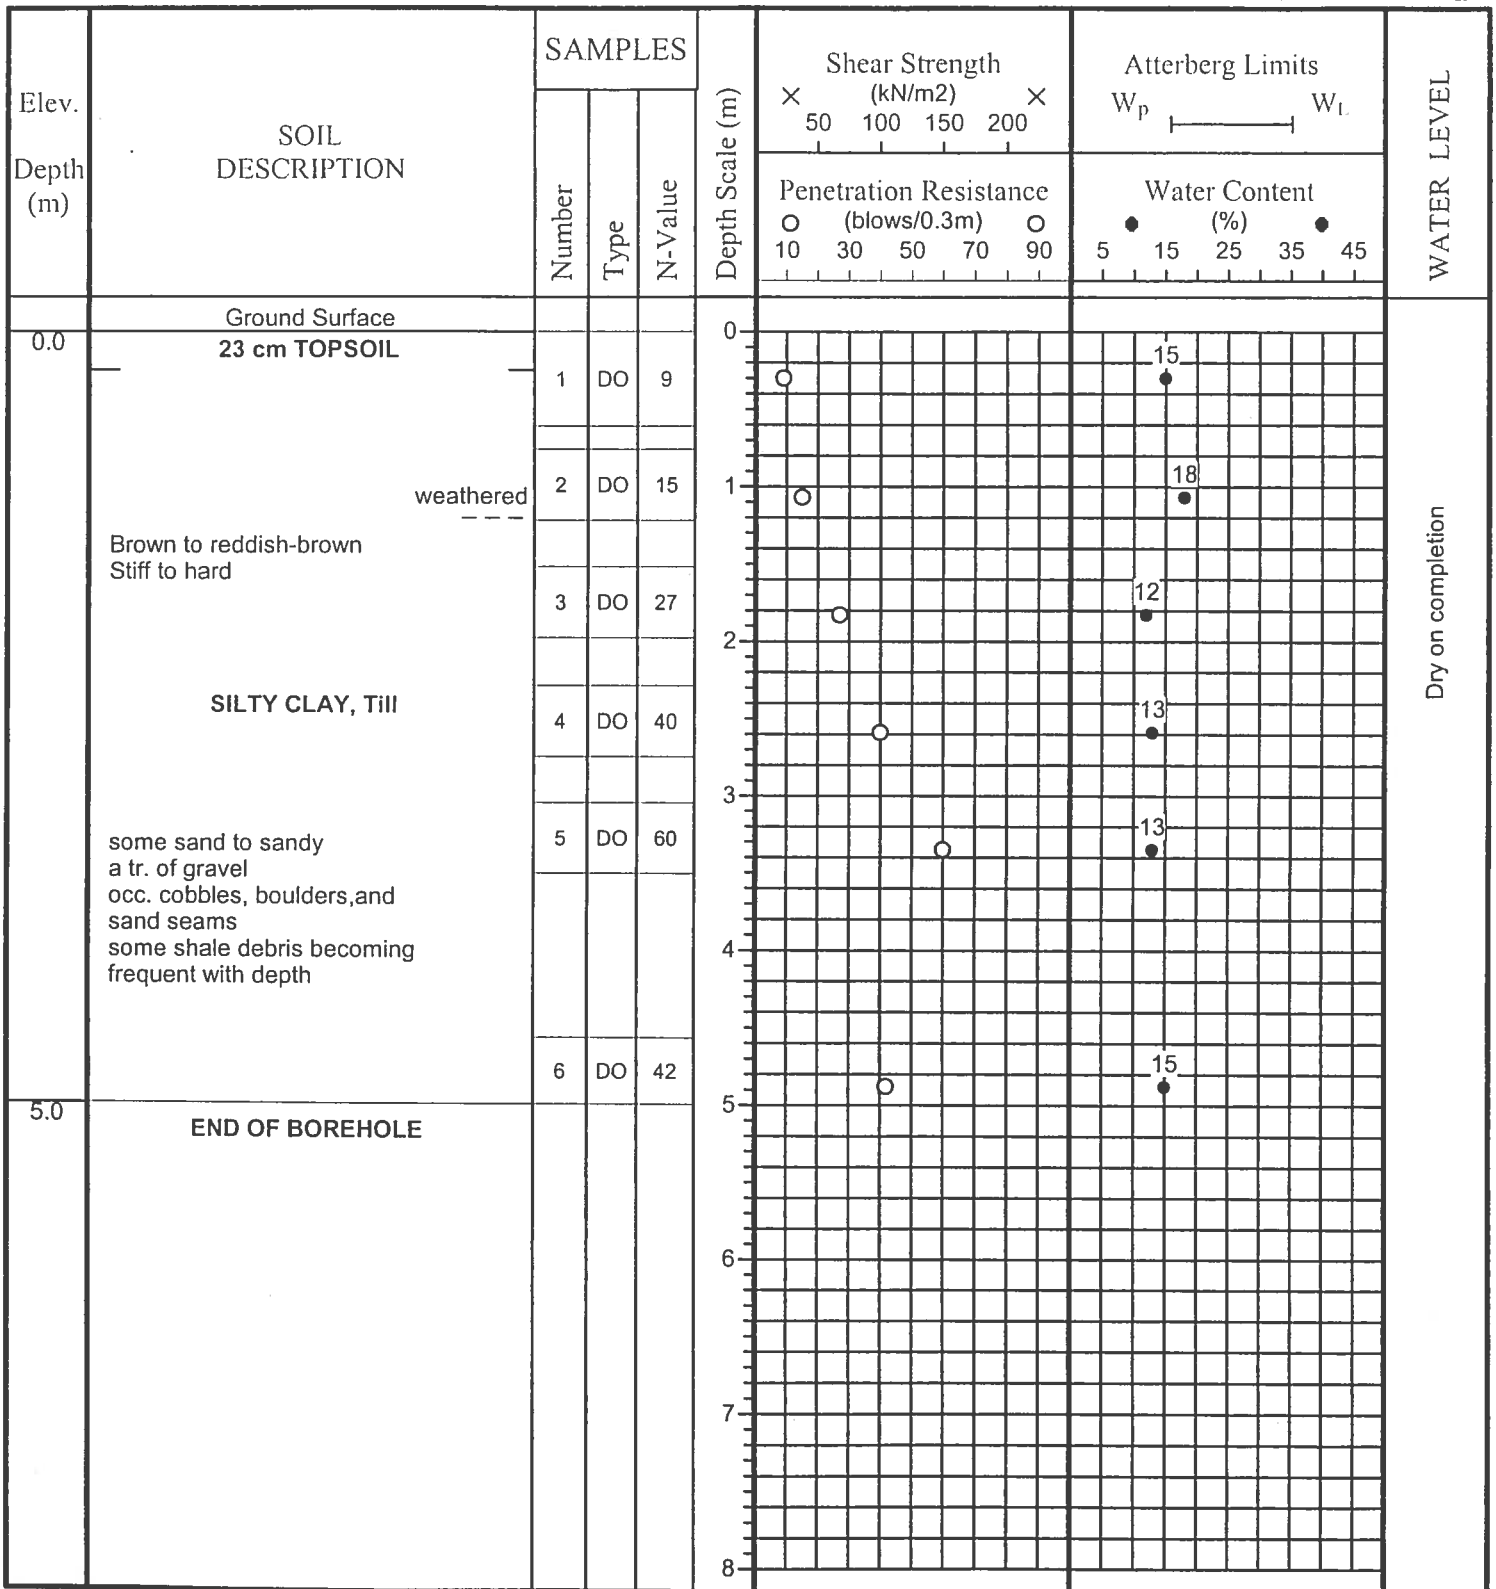 Elev.
Depth
(m)
SOIL
DESCRIPTION
SAMPLES
Number
Type
N-Value
Depth Scale (m)
Shear Strength
× (kN/m2) ×
50 100 150 200
Penetration Resistance
O (blows/0.3m) O
10 30 50 70 90
Atterberg Limits
Wp WL
Water Content
● (%) ●
5 15 25 35 45
WATER LEVEL
Ground Surface
0.0
23 cm TOPSOIL
1 DO 9
weathered
2 DO 15
Brown to reddish-brown
Stiff to hard
3 DO 27
SILTY CLAY, Till
4 DO 40
some sand to sandy
a tr. of gravel
occ. cobbles, boulders,and
sand seams
some shale debris becoming
frequent with depth
5 DO 60
6 DO 42
5.0
END OF BOREHOLE
0
1
2
3
4
5
6
7
8
15
18
12
13
13
15
Dry on completion